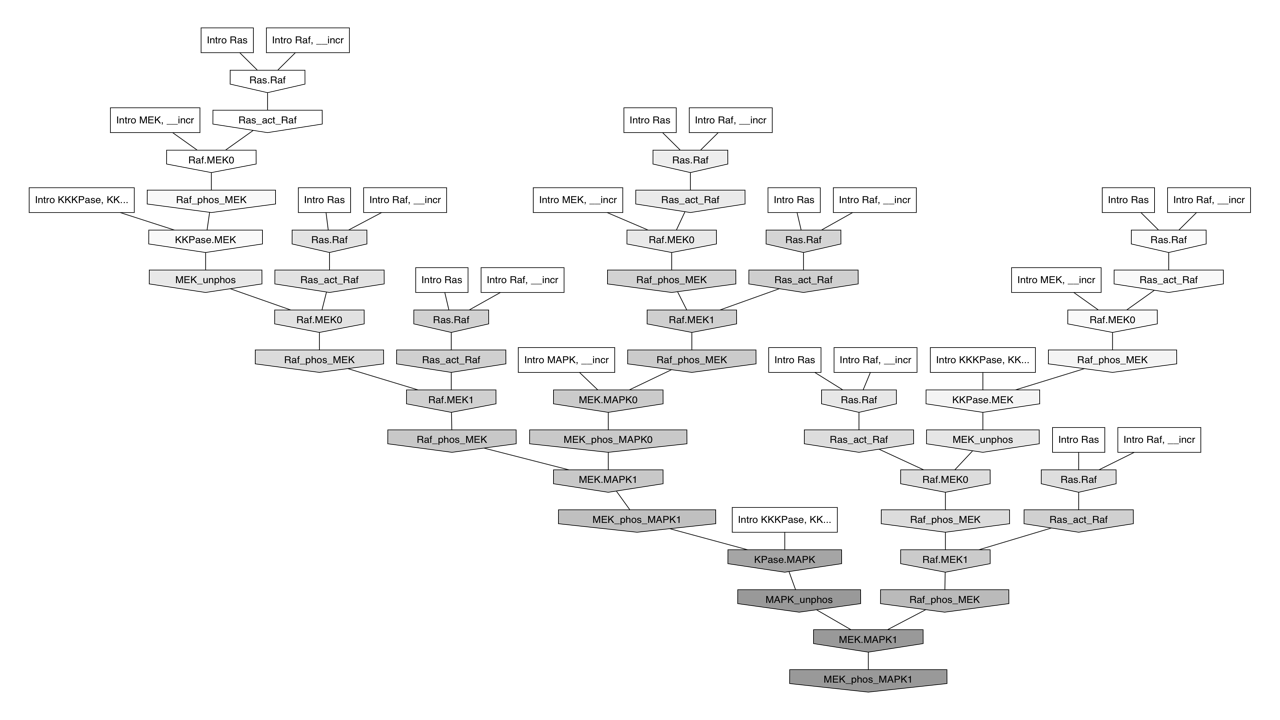 Intro Ras
Intro Raf, __incr
Ras.Raf
Intro MEK, __incr
Ras_act_Raf
Intro Ras
Intro Raf, __incr
Raf.MEK0
Ras.Raf
Intro KKKPase, KK...
Raf_phos_MEK
Intro Ras
Intro Raf, __incr
Intro MEK, __incr
Ras_act_Raf
Intro Ras
Intro Raf, __incr
Intro Ras
Intro Raf, __incr
KKPase.MEK
Ras.Raf
Raf.MEK0
Ras.Raf
Ras.Raf
MEK_unphos
Ras_act_Raf
Intro Ras
Intro Raf, __incr
Raf_phos_MEK
Ras_act_Raf
Intro MEK, __incr
Ras_act_Raf
Raf.MEK0
Ras.Raf
Raf.MEK1
Raf.MEK0
Raf_phos_MEK
Ras_act_Raf
Intro MAPK, __incr
Raf_phos_MEK
Intro Ras
Intro Raf, __incr
Intro KKKPase, KK...
Raf_phos_MEK
Raf.MEK1
MEK.MAPK0
Ras.Raf
KKPase.MEK
Raf_phos_MEK
MEK_phos_MAPK0
Ras_act_Raf
MEK_unphos
Intro Ras
Intro Raf, __incr
MEK.MAPK1
Raf.MEK0
Ras.Raf
MEK_phos_MAPK1
Intro KKKPase, KK...
Raf_phos_MEK
Ras_act_Raf
KPase.MAPK
Raf.MEK1
MAPK_unphos
Raf_phos_MEK
MEK.MAPK1
MEK_phos_MAPK1